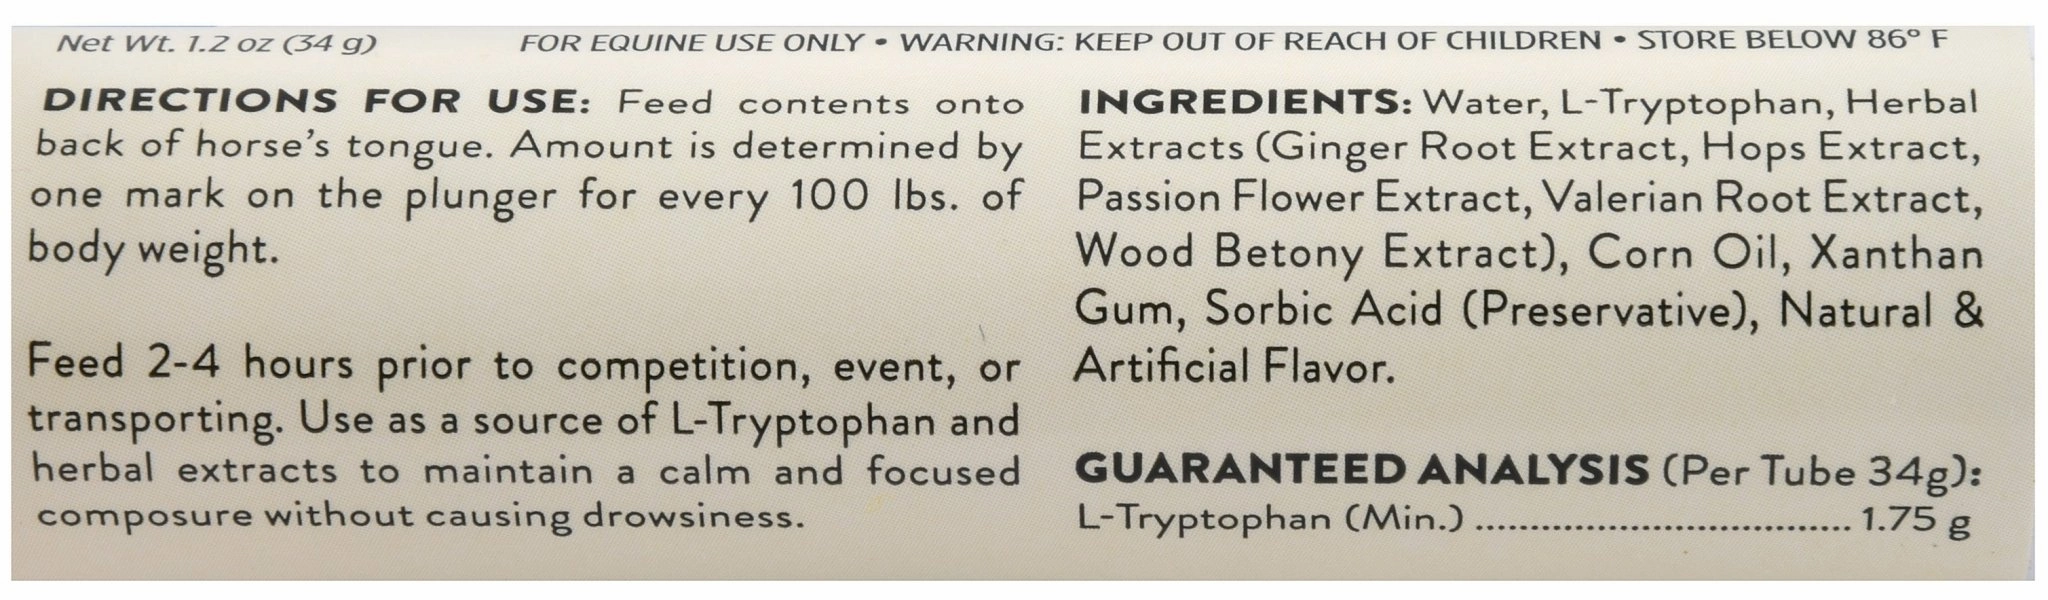 Net Wt. 1.2 oz (34 g)
FOR EQUINE USE ONLY • WARNING: KEEP OUT OF REACH OF CHILDREN • STORE BELOW 86° F
DIRECTIONS FOR USE: Feed contents onto
back of horse's tongue. Amount is determined by
one mark on the plunger for every 100 lbs. of
body weight.
Feed 2-4 hours prior to competition, event, or
transporting. Use as a source of L-Tryptophan and
herbal extracts to maintain a calm and focused
composure without causing drowsiness.
INGREDIENTS: Water, L-Tryptophan, Herbal
Extracts (Ginger Root Extract, Hops Extract,
Passion Flower Extract, Valerian Root Extract,
Wood Betony Extract), Corn Oil, Xanthan
Gum, Sorbic Acid (Preservative), Natural &
Artificial Flavor.
GUARANTEED ANALYSIS (Per Tube 34g):
L-Tryptophan (Min.) .................................... 1.75 g